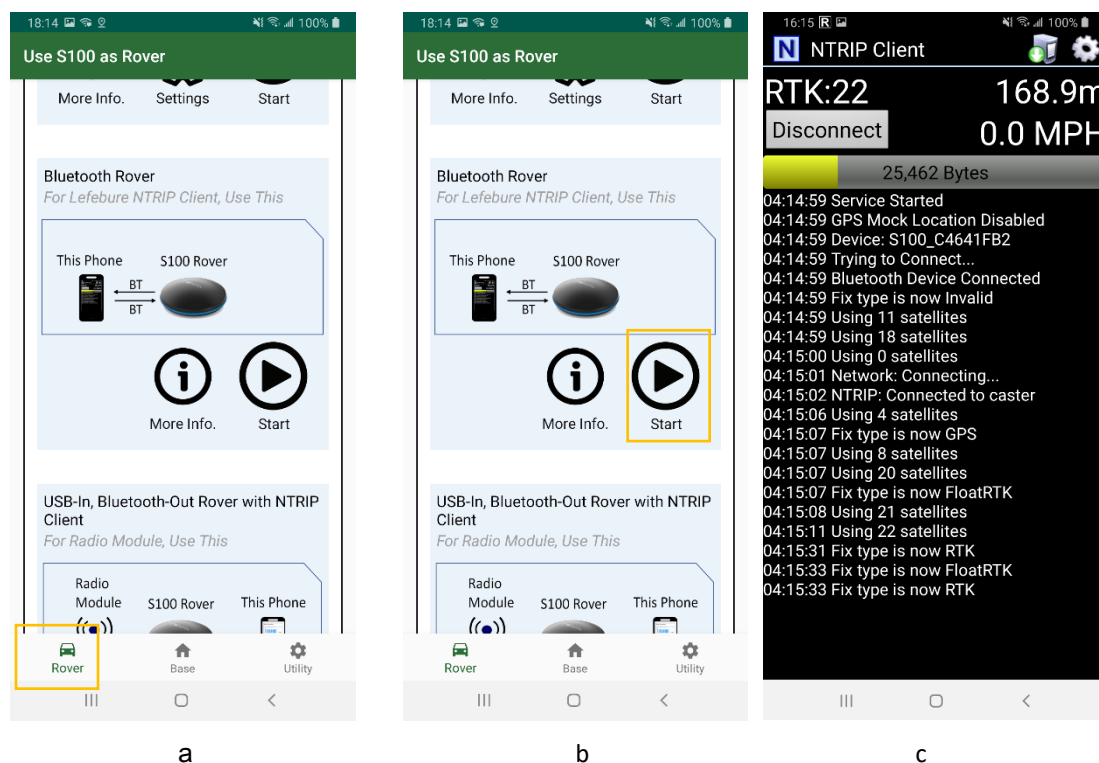 18:14 100%
Use S100 as Rover
More Info. Settings Start
Bluetooth Rover
For Lefebure NTRIP Client, Use This
This Phone S100 Rover
BT
BT
More Info. Start
USB-In, Bluetooth-Out Rover with NTRIP
Client
For Radio Module, Use This
Radio
Module S100 Rover This Phone
Rover Base Utility
a
18:14 100%
Use S100 as Rover
More Info. Settings Start
Bluetooth Rover
For Lefebure NTRIP Client, Use This
This Phone S100 Rover
BT
BT
More Info. Start
USB-In, Bluetooth-Out Rover with NTRIP
Client
For Radio Module, Use This
Radio
Module S100 Rover This Phone
Rover Base Utility
b
16:15 R 100%
N NTRIP Client
RTK:22 168.9m
Disconnect 0.0 MPH
25,462 Bytes
04:14:59 Service Started
04:14:59 GPS Mock Location Disabled
04:14:59 Device: S100_C4641FB2
04:14:59 Trying to Connect...
04:14:59 Bluetooth Device Connected
04:14:59 Fix type is now Invalid
04:14:59 Using 11 satellites
04:14:59 Using 18 satellites
04:15:00 Using 0 satellites
04:15:01 Network: Connecting...
04:15:02 NTRIP: Connected to caster
04:15:06 Using 4 satellites
04:15:07 Fix type is now GPS
04:15:07 Using 8 satellites
04:15:07 Using 20 satellites
04:15:07 Fix type is now FloatRTK
04:15:08 Using 21 satellites
04:15:11 Using 22 satellites
04:15:31 Fix type is now RTK
04:15:33 Fix type is now FloatRTK
04:15:33 Fix type is now RTK
c